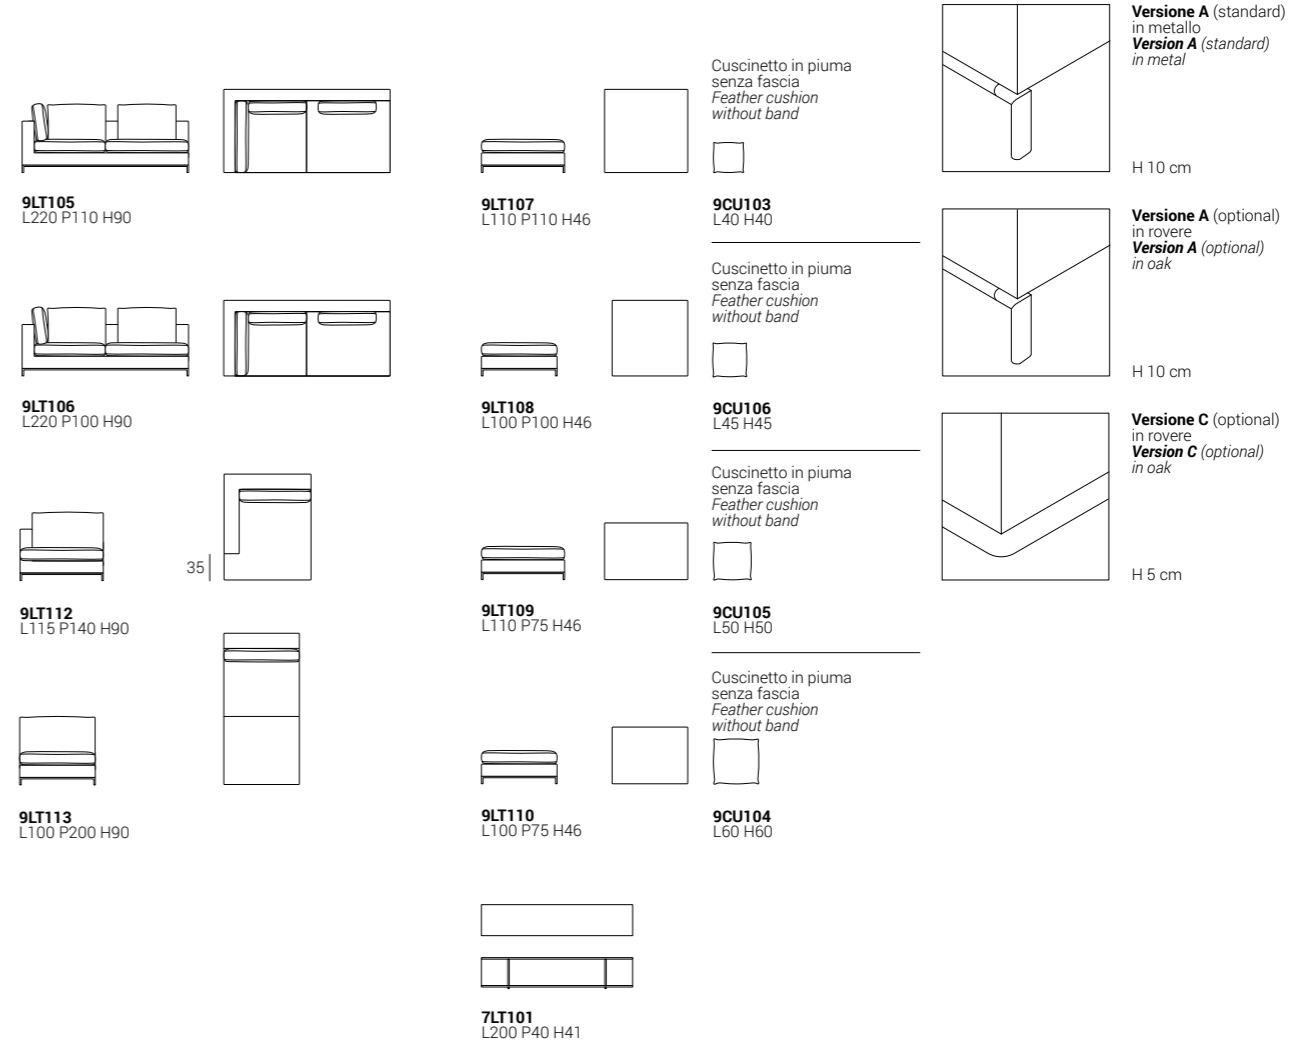 9LT105
L220 P110 H90
9LT106
L220 P100 H90
9LT112
L115 P140 H90
35
9LT113
L100 P200 H90
9LT107
L110 P110 H46
9LT108
L100 P100 H46
9LT109
L110 P75 H46
9LT110
L100 P75 H46
7LT101
L200 P40 H41
Cuscinetto in piuma
senza fascia
Feather cushion
without band
9CU103
L40 H40
Cuscinetto in piuma
senza fascia
Feather cushion
without band
9CU106
L45 H45
Cuscinetto in piuma
senza fascia
Feather cushion
without band
9CU105
L50 H50
Cuscinetto in piuma
senza fascia
Feather cushion
without band
9CU104
L60 H60
Versione A (standard)
in metallo
Version A (standard)
in metal
H 10 cm
Versione A (optional)
in rovere
Version A (optional)
in oak
H 10 cm
Versione C (optional)
in rovere
Version C (optional)
in oak
H 5 cm